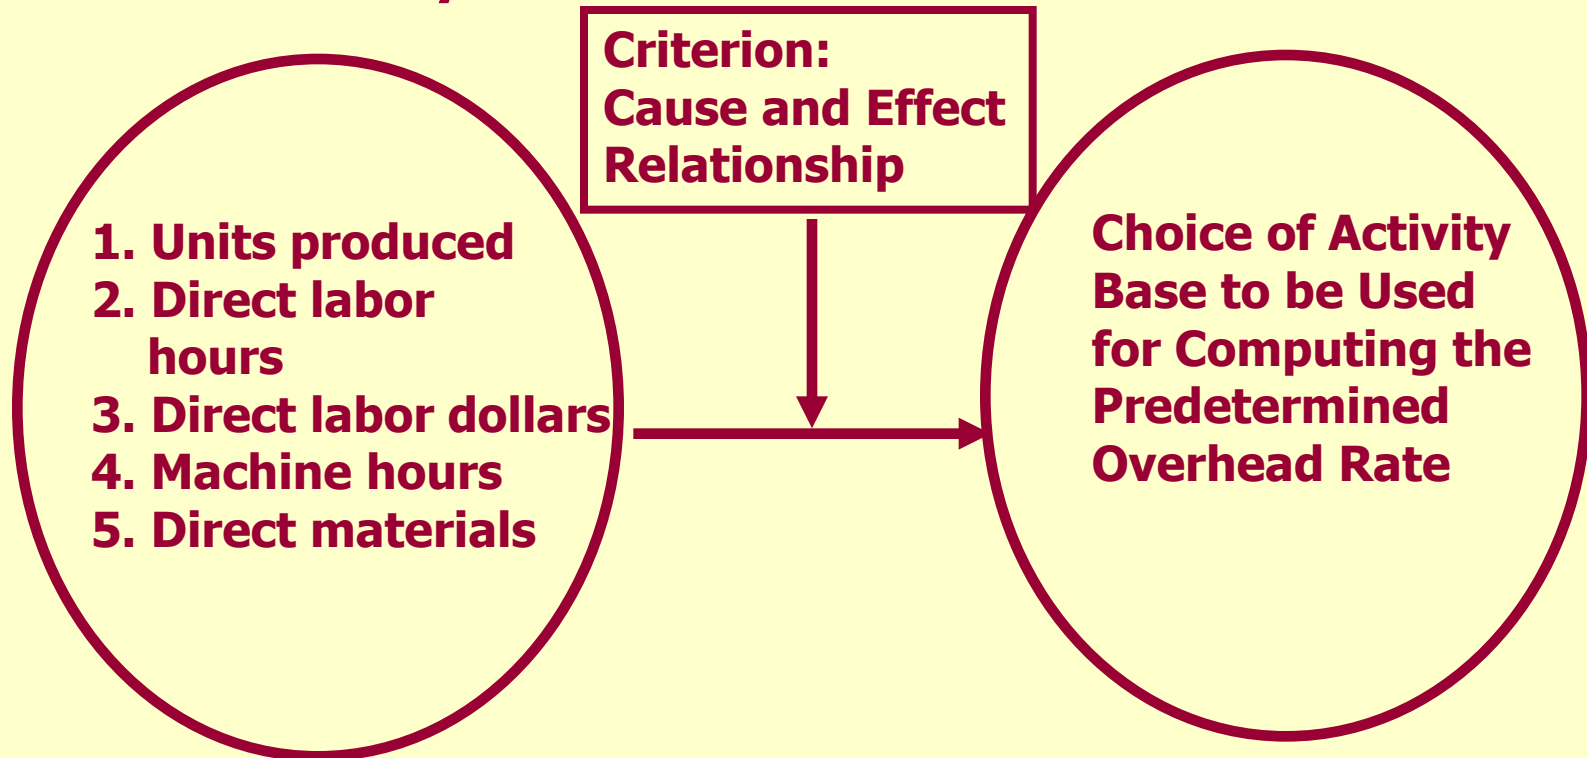 Criterion:
Cause and Effect
Relationship
1. Units produced
2. Direct labor
hours
3. Direct labor dollars
4. Machine hours
5. Direct materials
Choice of Activity
Base to be Used
for Computing the
Predetermined
Overhead Rate